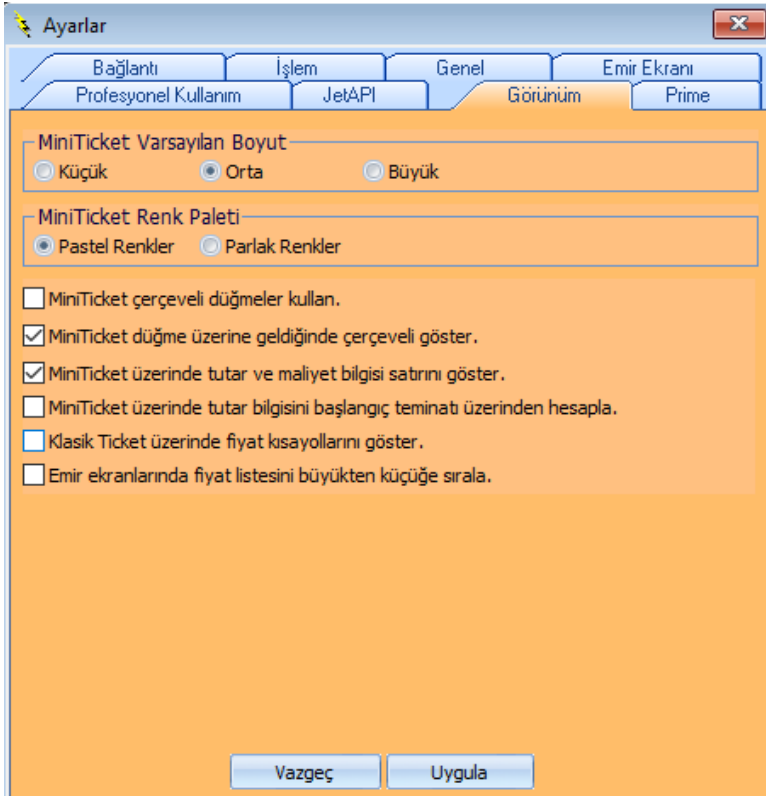 Ayarlar
Bağlantı İşlem Genel Emir Ekranı
Profesyonel Kullanım JetAPI Görünüm Prime
MiniTicket Varsayılan Boyut
Küçük Orta Büyük
MiniTicket Renk Paleti
Pastel Renkler Parlak Renkler
MiniTicket çerçeveli düğmeler kullan.
MiniTicket düğme üzerine geldiğinde çerçeveli göster.
MiniTicket üzerinde tutar ve maliyet bilgisi satırını göster.
MiniTicket üzerinde tutar bilgisini başlangıç teminatı üzerinden hesapla.
Klasik Ticket üzerinde fiyat kısayollarını göster.
Emir ekranlarında fiyat listesini büyükten küçüğe sırala.
Vazgeç Uygula